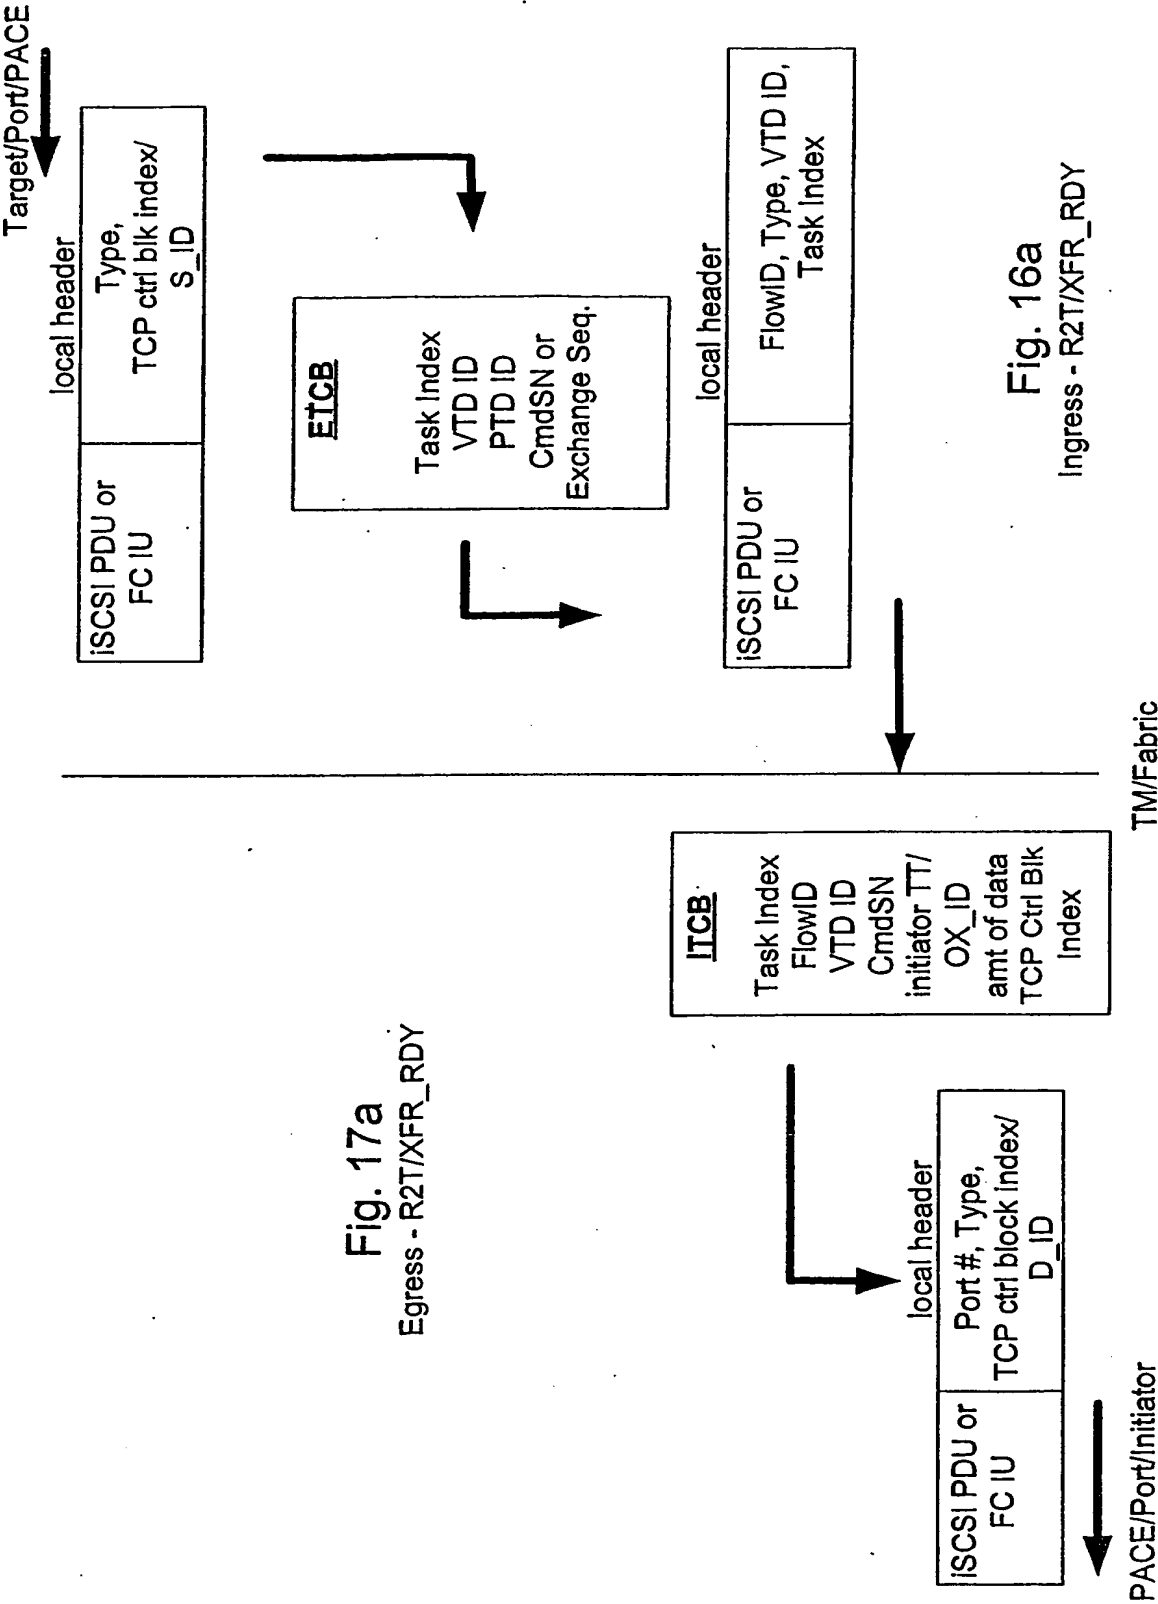 Target/Port/PACE
local header
iSCSI PDU or
FC IU
Type,
TCP ctrl blk index/
S_ID
ETCB
Task Index
VTD ID
PTD ID
CmdSN or
Exchange Seq.
local header
iSCSI PDU or
FC IU
FlowID, Type, VTD ID,
Task Index
Fig. 16a
Ingress - R2T/XFR_RDY
TM/Fabric
Fig. 17a
Egress - R2T/XFR_RDY
ITCB
Task Index
FlowID
VTD ID
CmdSN
initiator TT/
OX_ID
amt of data
TCP Ctrl Blk
Index
local header
iSCSI PDU or
FC IU
Port #, Type,
TCP ctrl block index/
D_ID
PACE/Port/Initiator